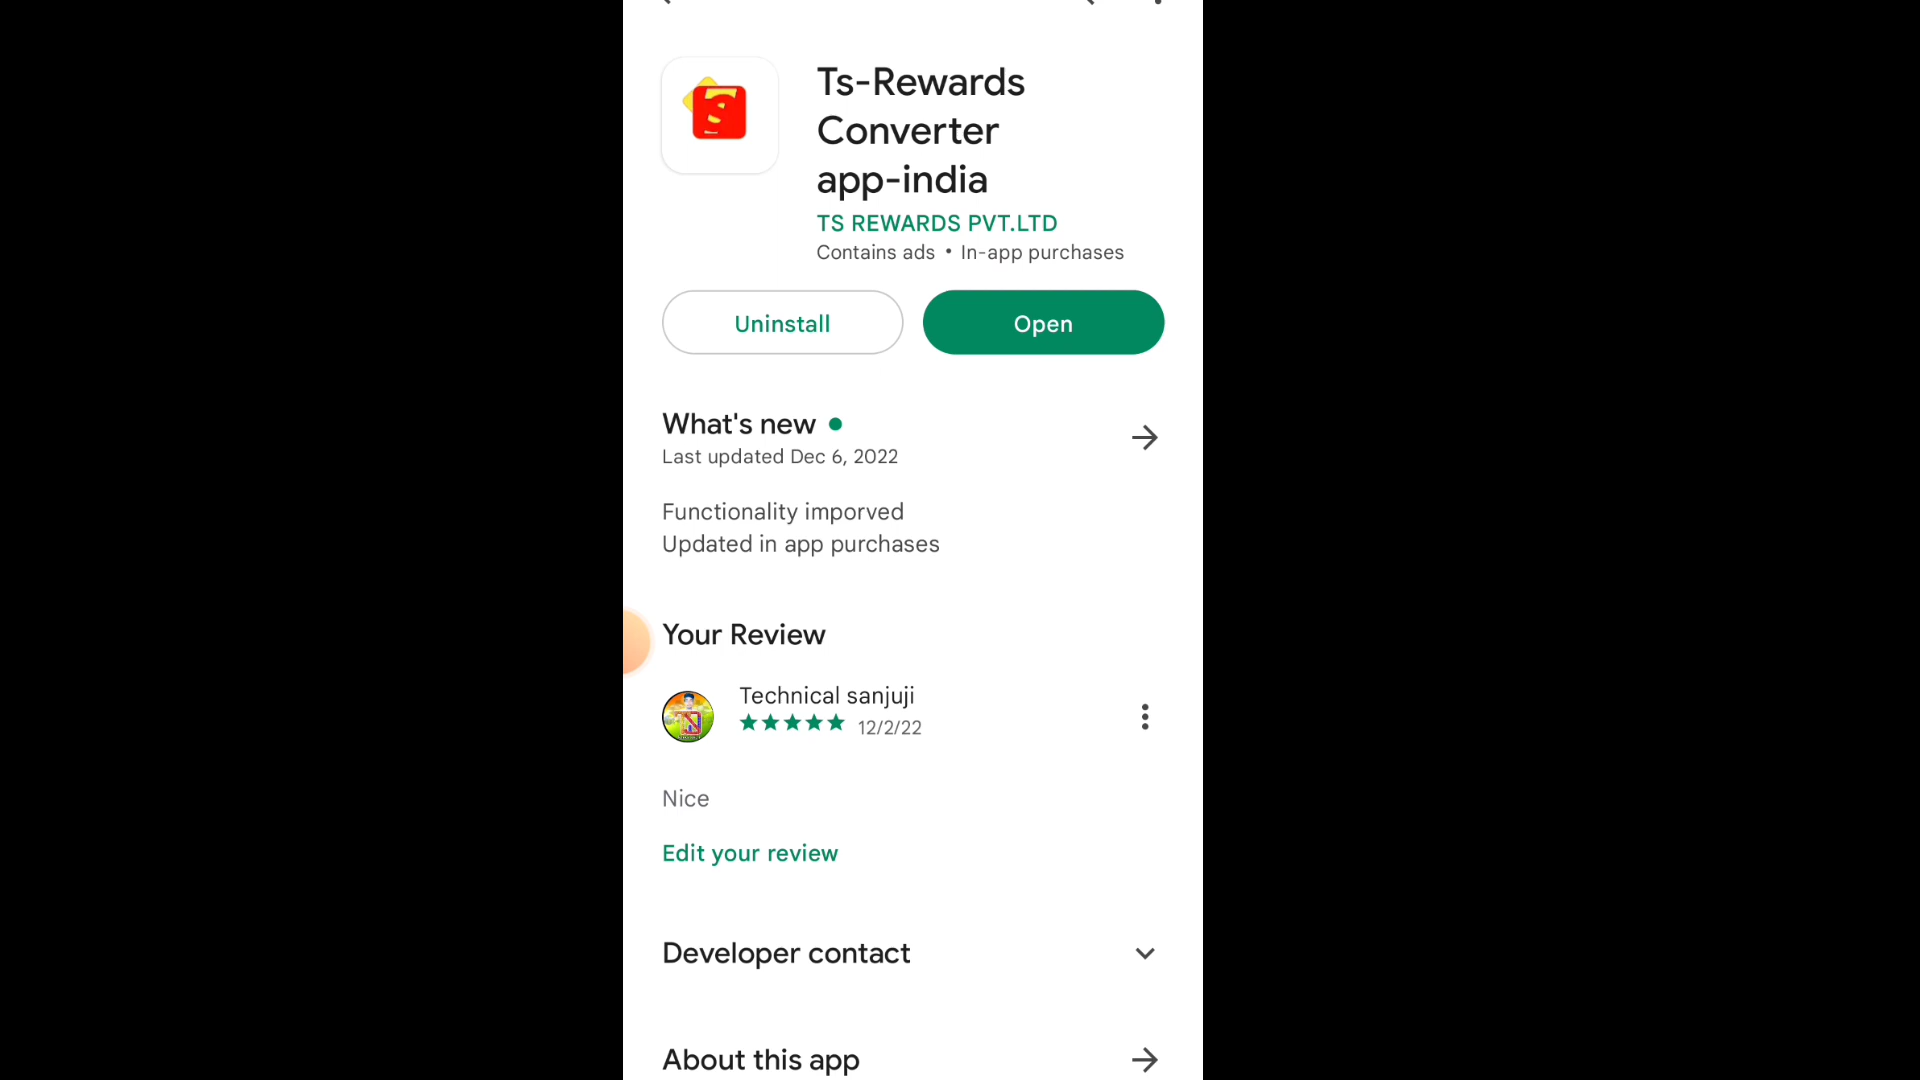 Ts-Rewards
Converter
app-india
TS REWARDS PVT.LTD
Contains ads • In-app purchases
Uninstall
Open
What's new
Last updated Dec 6, 2022
Functionality imporved
Updated in app purchases
Your Review
Technical sanjuji
12/2/22
Nice
Edit your review
Developer contact
About this app